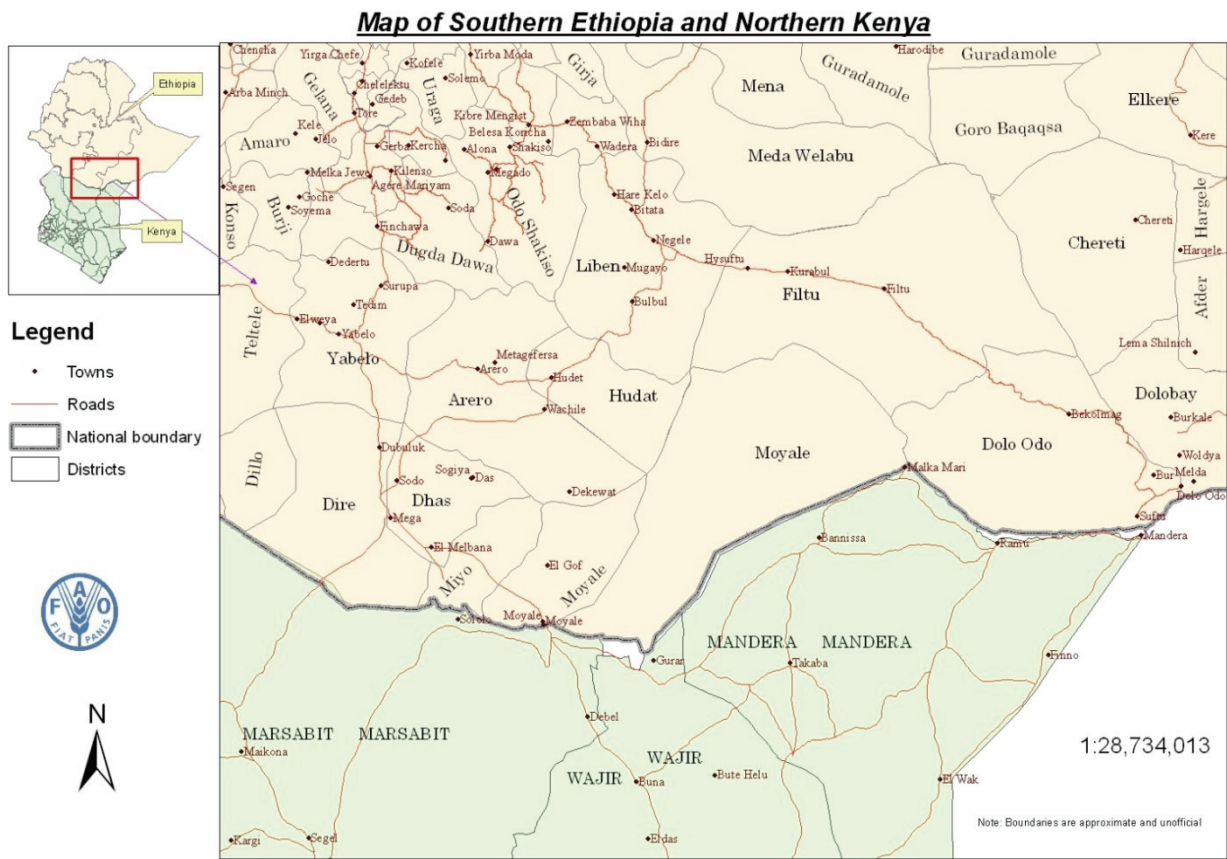 Map of Southern Ethiopia and Northern Kenya
Ethiopia
Kenya
Legend
Towns
Roads
National boundary
Districts
FAO
FIAT PANIS
N
Chencha
Yirga Chefe
Kofele
Yirba Moda
Harodibe
Guradamole
Guradamole
Solemo
Girja
Mena
Elkere
Arba Minch
Chelelektu
Gelana
Gedeb
Uraga
Tore
Kibre Mengist
Zembaba Wiha
Goro Baqaqsa
Kele
Jelo
Amaro
Gerba
Kercha
Belesa Koncha
Alona
Shakiso
Wadera
Bidire
Meda Welabu
Kere
Melka Jewe
Agere Mariyam
Kilenso
Megado
Segen
Goche
Soyema
Burji
Konso
Soda
Odo Shakiso
Hare Kelo
Bitata
Chereti
Hargele
Finchawa
Dawa
Negele
Chereti
Harqele
Dugda Dawa
Dedertu
Liben
Mugayo
Hysuftu
Kurabul
Surupa
Filtu
Filtu
Tedim
Bulbul
Afder
Elweya
Teltele
Yabelo
Yabelo
Metagefersa
Arero
Lema Shilnich
Hudet
Arero
Hudat
Dolobay
Wachile
Bekolmag
Burkale
Dubuluk
Dolo Odo
Moyale
Dillo
Sogiya
Das
Sodo
Malka Mari
Woldya
Bur
Melda
Dolo Odo
Dire
Dhas
Dekewat
Mega
Suftu
El Melbana
Bannissa
Ramu
Mandera
Miyo
El Gof
Moyale
Sololo
Moyale
Moyale
MANDERA
MANDERA
Gurar
Takaba
Finno
Debel
MARSABIT
MARSABIT
Maikona
WAJIR
WAJIR
Buna
Bute Helu
El Wak
1:28,734,013
Kargi
Segel
Eldas
Note: Boundaries are approximate and unofficial